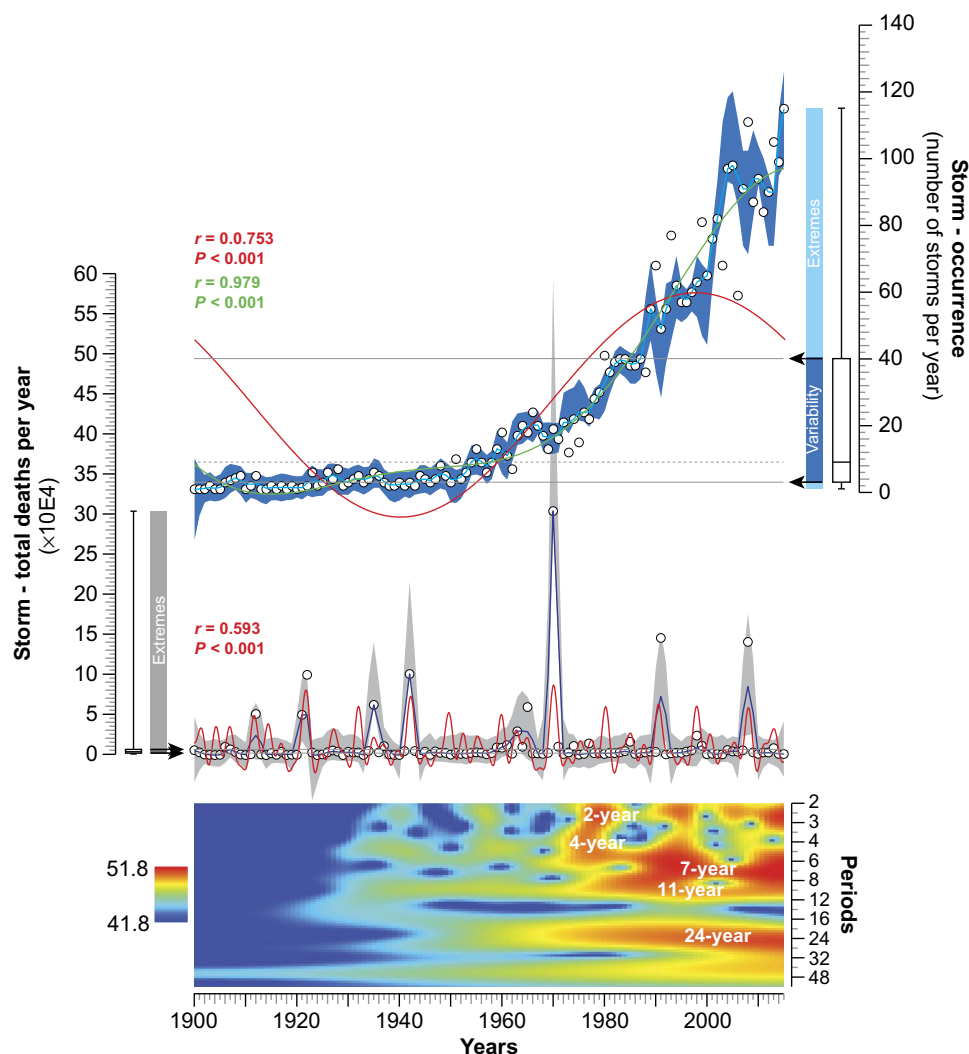 140
120
100
80
60
40
20
0
Storm - occurrence
(number of storms per year)
Extremes
Variability
r = 0.0.753
P < 0.001
r = 0.979
P < 0.001
60
50
45
40
35
30
25
20
15
10
5
0
Storm - total deaths per year
(×10E4)
Extremes
r = 0.593
P < 0.001
51.8
41.8
2-year
4-year
7-year
11-year
24-year
2
3
4
6
8
12
16
24
32
48
Periods
1900 1920 1940 1960 1980 2000
Years